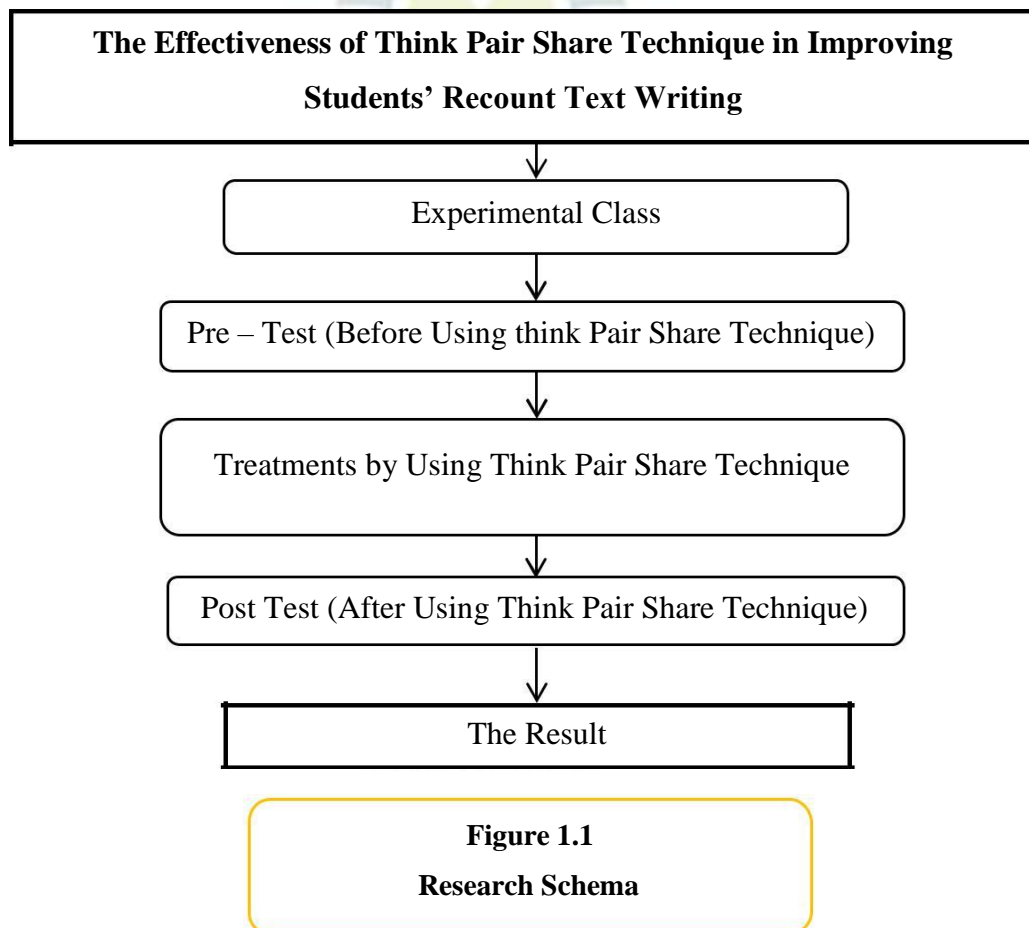 The Effectiveness of Think Pair Share Technique in Improving
Students’ Recount Text Writing
Experimental Class
Pre – Test (Before Using think Pair Share Technique)
Treatments by Using Think Pair Share Technique
Post Test (After Using Think Pair Share Technique)
The Result
Figure 1.1
Research Schema